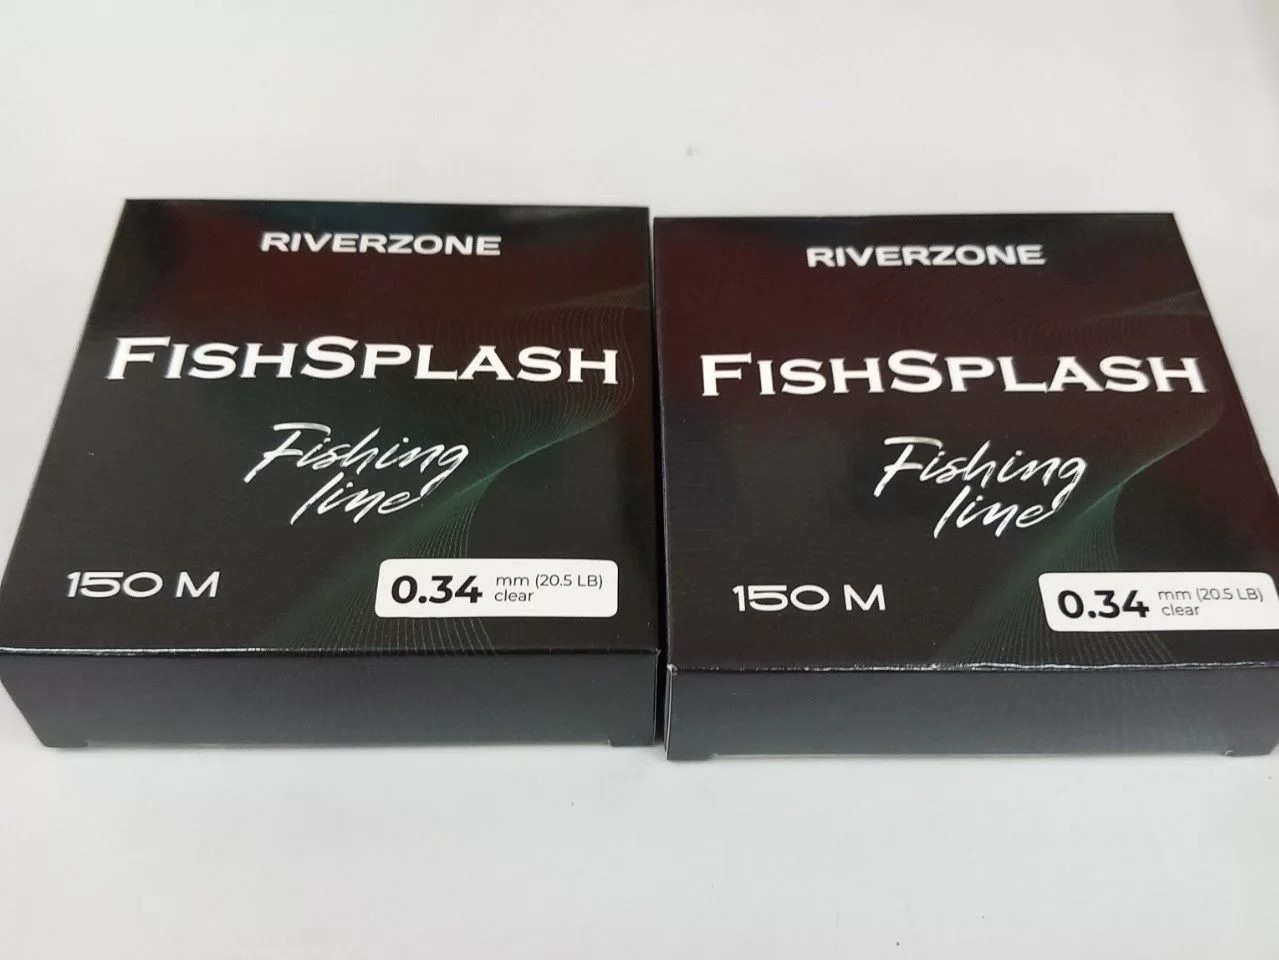 RIVERZONE
FISHSPLASH
Fishing
line
150 M
0.34 mm (20.5 LB)
clear
RIVERZONE
FISHSPLASH
Fishing
line
150 M
0.34 mm (20.5 LB)
clear